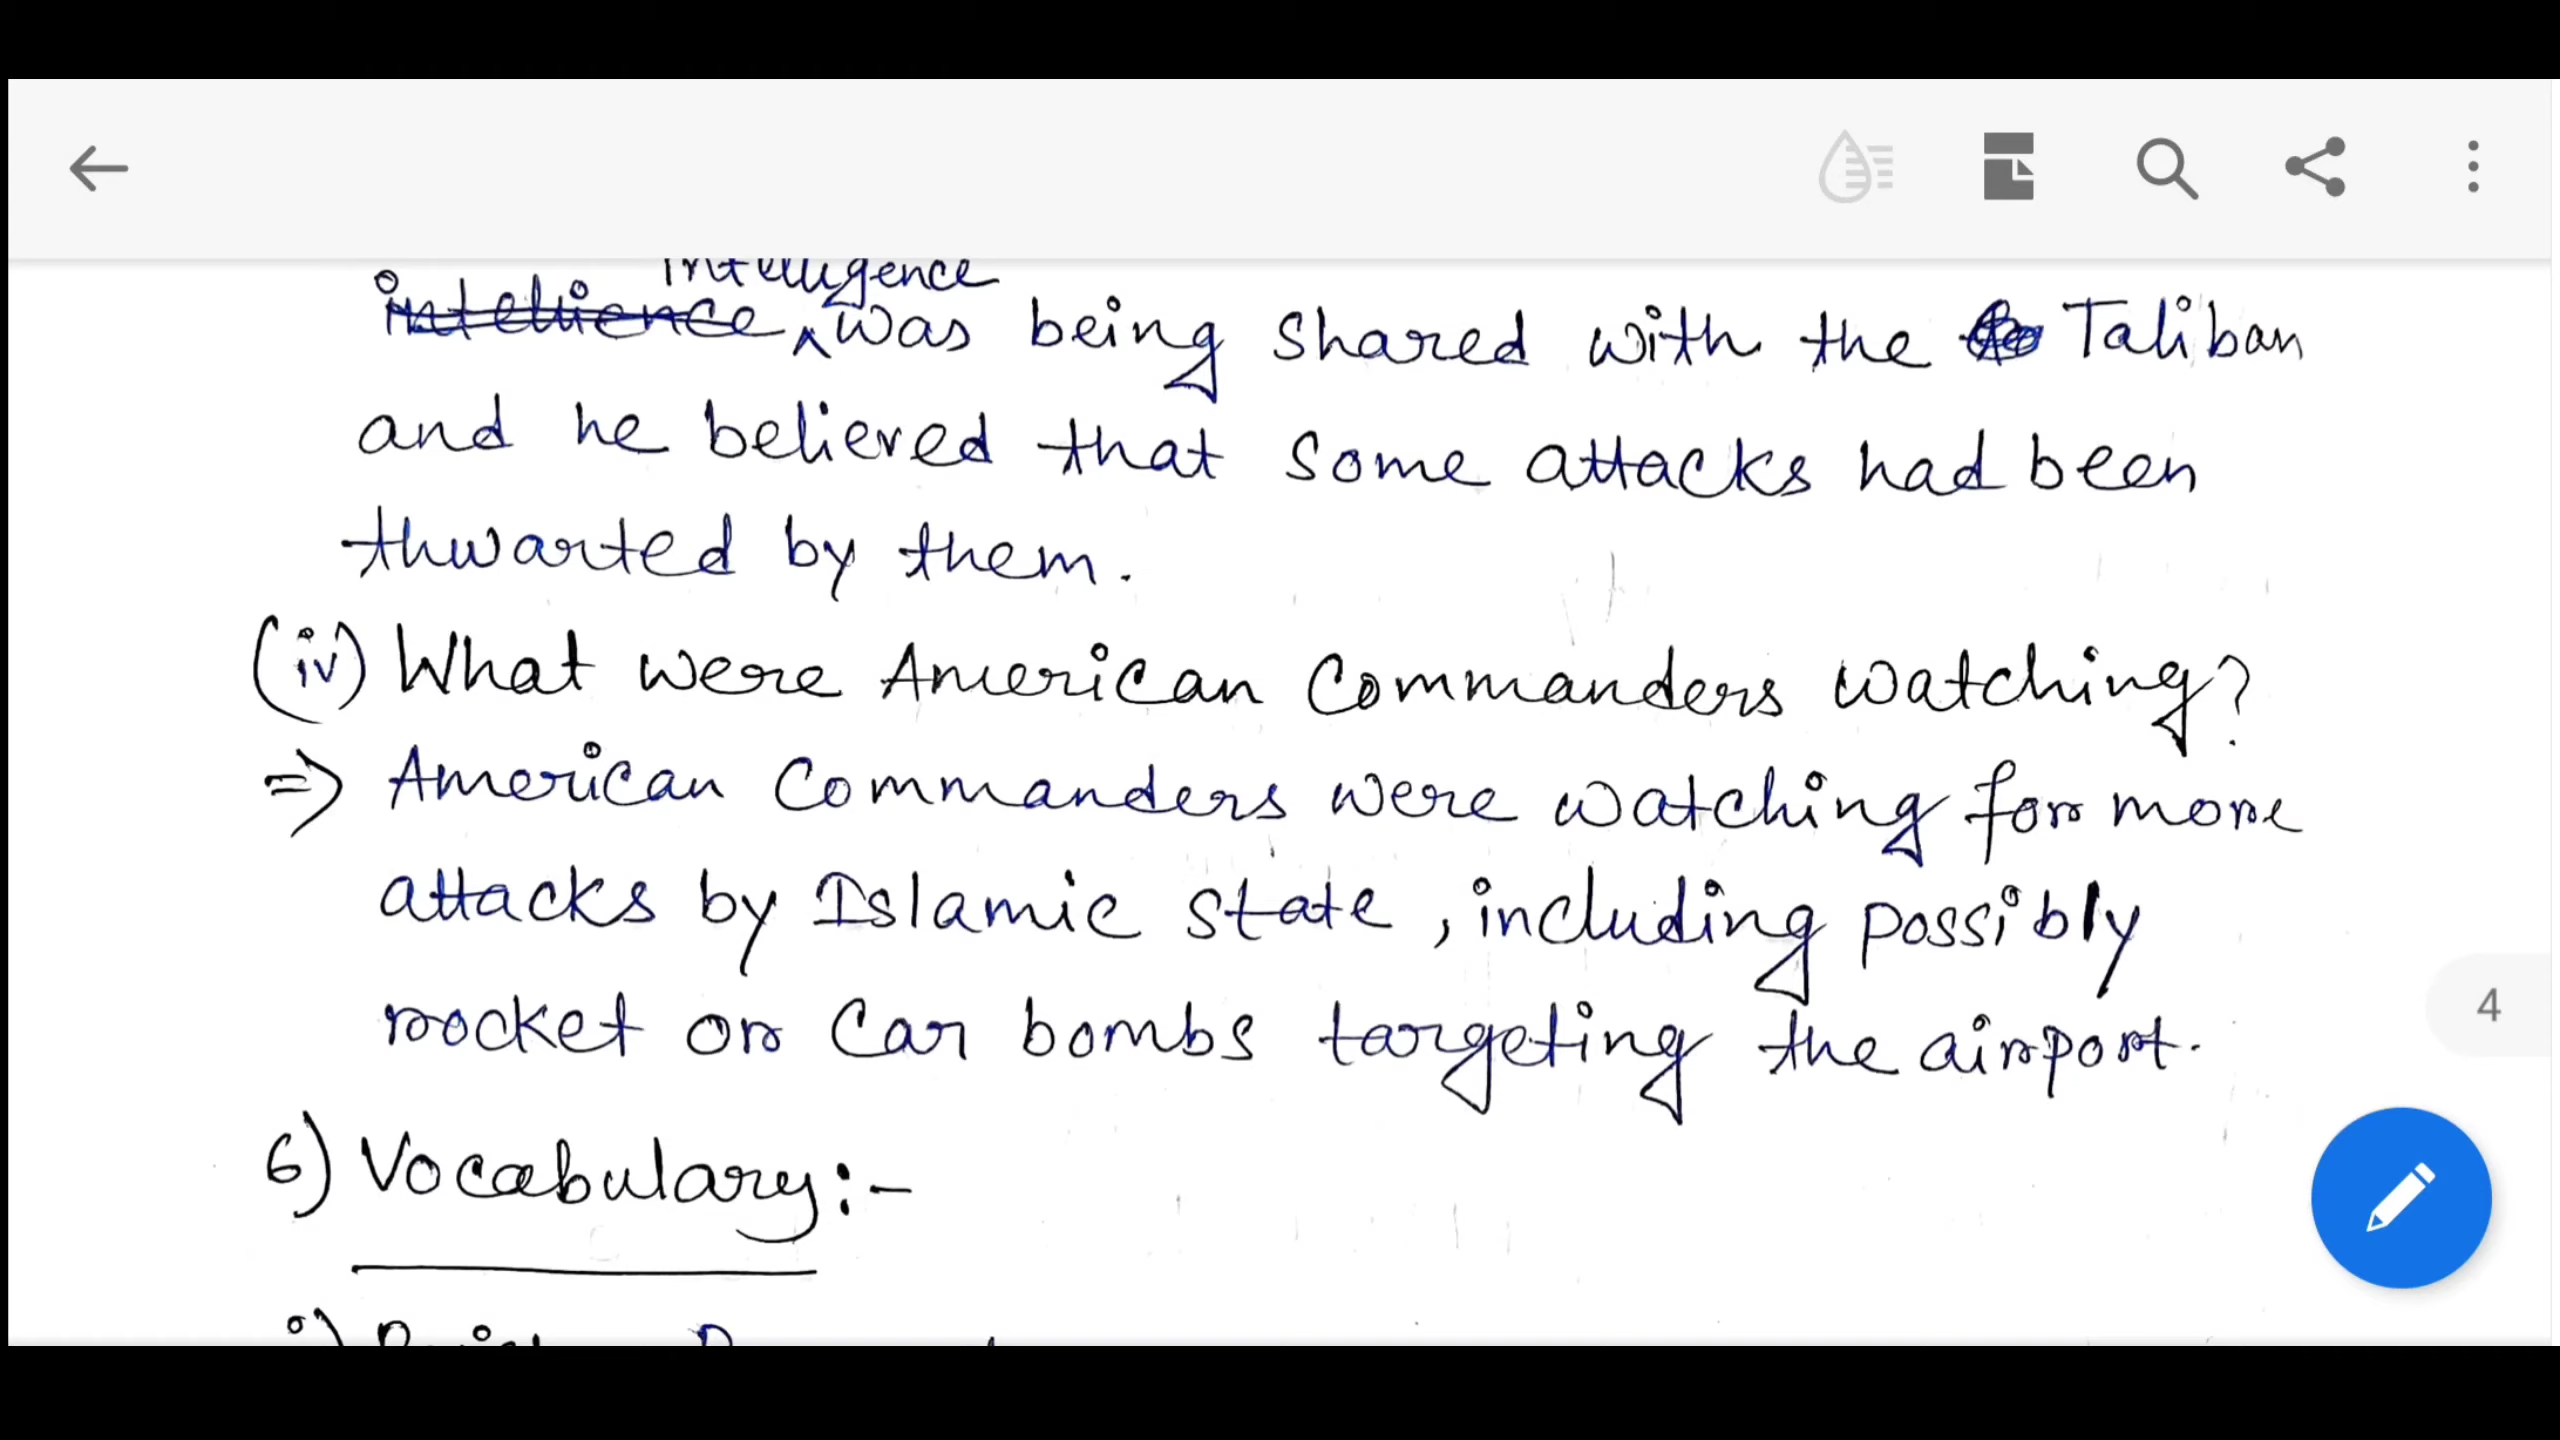 intelligence
intellience ^ was being shared with the Taliban
and he believed that some attacks had been
thwarted by them.
(iv) What were American Commanders watching?
=> American Commanders were watching for more
attacks by Islamic state, including possibly
rocket or Car bombs targeting the airport.
4
6) Vocabulary:-